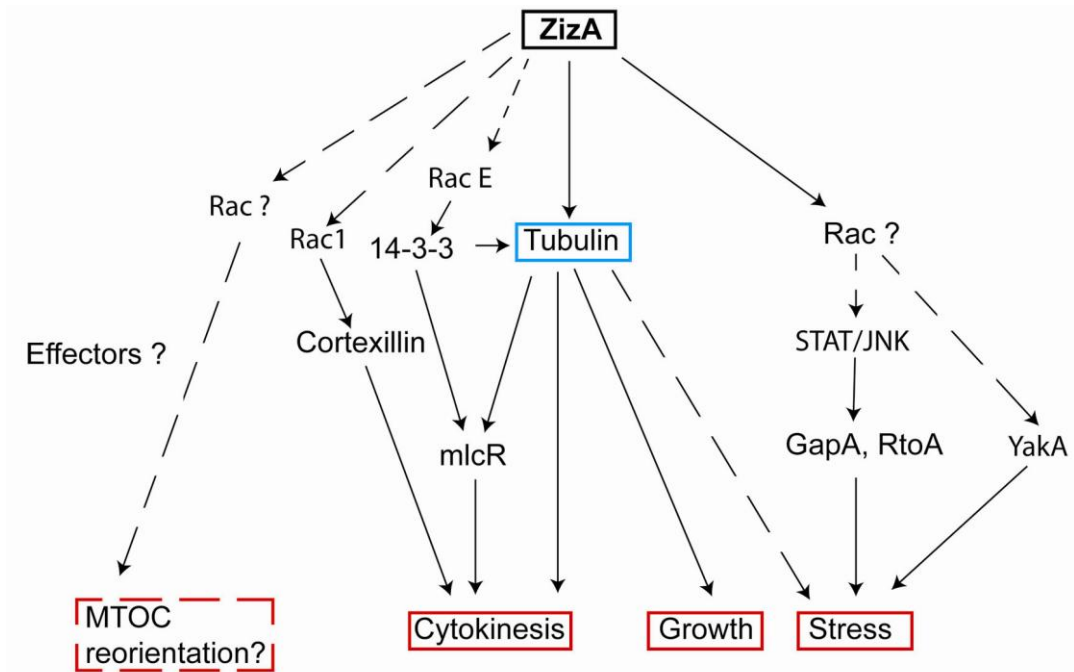 ZizA
Rac E
Rac ?
Rac1
14-3-3
Tubulin
Rac ?
Effectors ?
Cortexillin
STAT/JNK
mlcR
GapA, RtoA
YakA
MTOC
reorientation?
Cytokinesis
Growth
Stress